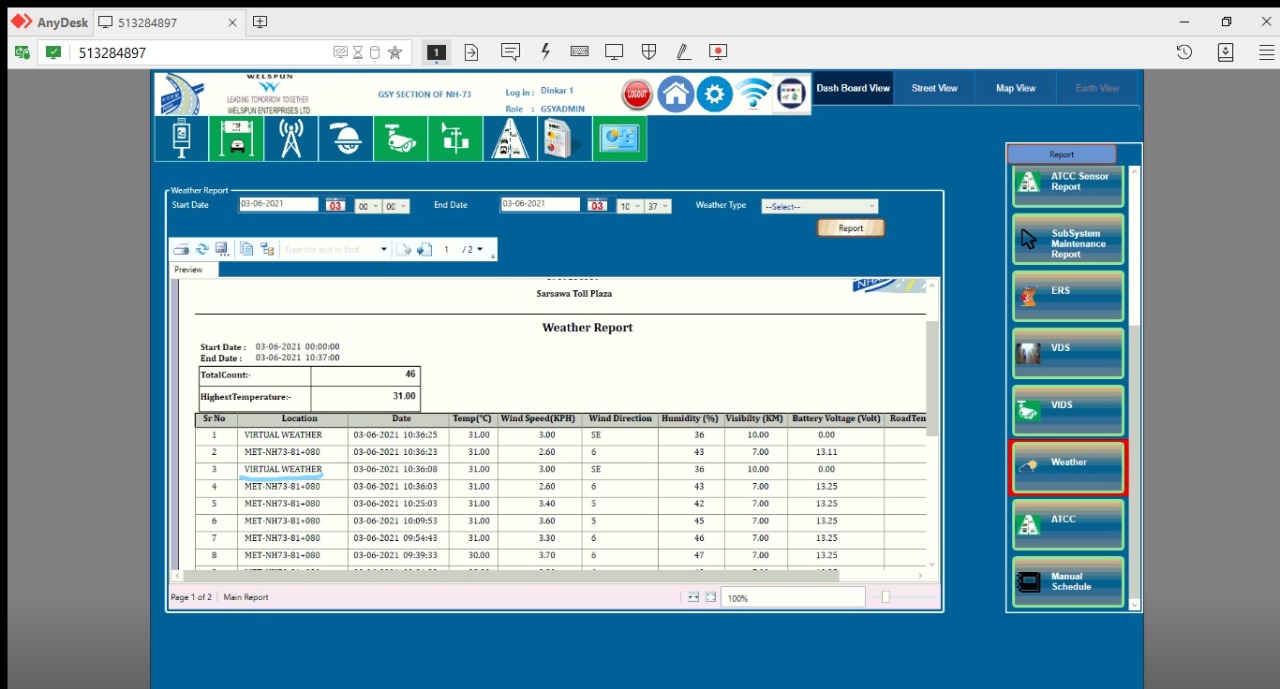 AnyDesk 513284897
513284897 1
WELSPUN
LEADING TOMORROW TOGETHER
WELSPUN ENTERPRISES LTD.
GSY SECTION OF NH-73
Log in : Dinkar 1
Role : GSYADMIN
LOGOUT
Dash Board View Street View Map View Earth View
Report
ATCC Sensor
Report
SubSystem
Maintenance
Report
ERS
VDS
VIDS
Weather
ATCC
Manual
Schedule
Weather Report
Start Date 03-06-2021 03 00 00 End Date 03-06-2021 03 10 37 Weather Type --Select--
Report
Type the text to find 1 / 2
Preview
Sarsawa Toll Plaza
Weather Report
Start Date : 03-06-2021 00:00:00
End Date : 03-06-2021 10:37:00
TotalCount:- 46
HighestTemperature:- 31.00
Sr No Location Date Temp(°C) Wind Speed(KPH) Wind Direction Humidity (%) Visibilty (KM) Battery Voltage (Volt) RoadTem
1 VIRTUAL WEATHER 03-06-2021 10:36:25 31.00 3.00 SE 36 10.00 0.00
2 MET-NH73-81+080 03-06-2021 10:36:23 31.00 2.60 6 43 7.00 13.11
3 VIRTUAL WEATHER 03-06-2021 10:36:08 31.00 3.00 SE 36 10.00 0.00
4 MET-NH73-81+080 03-06-2021 10:36:03 31.00 2.60 6 43 7.00 13.25
5 MET-NH73-81+080 03-06-2021 10:25:03 31.00 3.40 5 42 7.00 13.25
6 MET-NH73-81+080 03-06-2021 10:09:53 31.00 3.60 5 45 7.00 13.25
7 MET-NH73-81+080 03-06-2021 09:54:43 31.00 3.30 6 46 7.00 13.25
8 MET-NH73-81+080 03-06-2021 09:39:33 30.00 3.70 6 47 7.00 13.25
Page 1 of 2 Main Report 100%